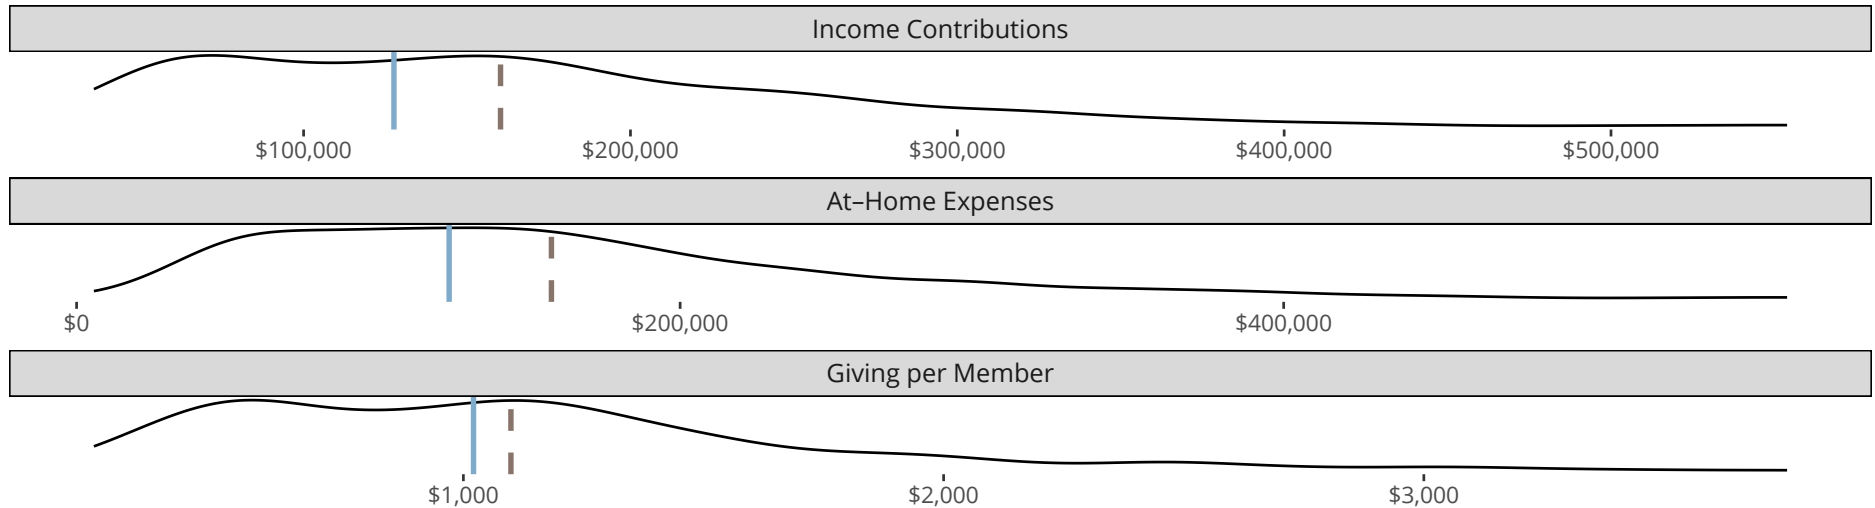 Income Contributions
$100,000 $200,000 $300,000 $400,000 $500,000
At–Home Expenses
$0 $200,000 $400,000
Giving per Member
$1,000 $2,000 $3,000